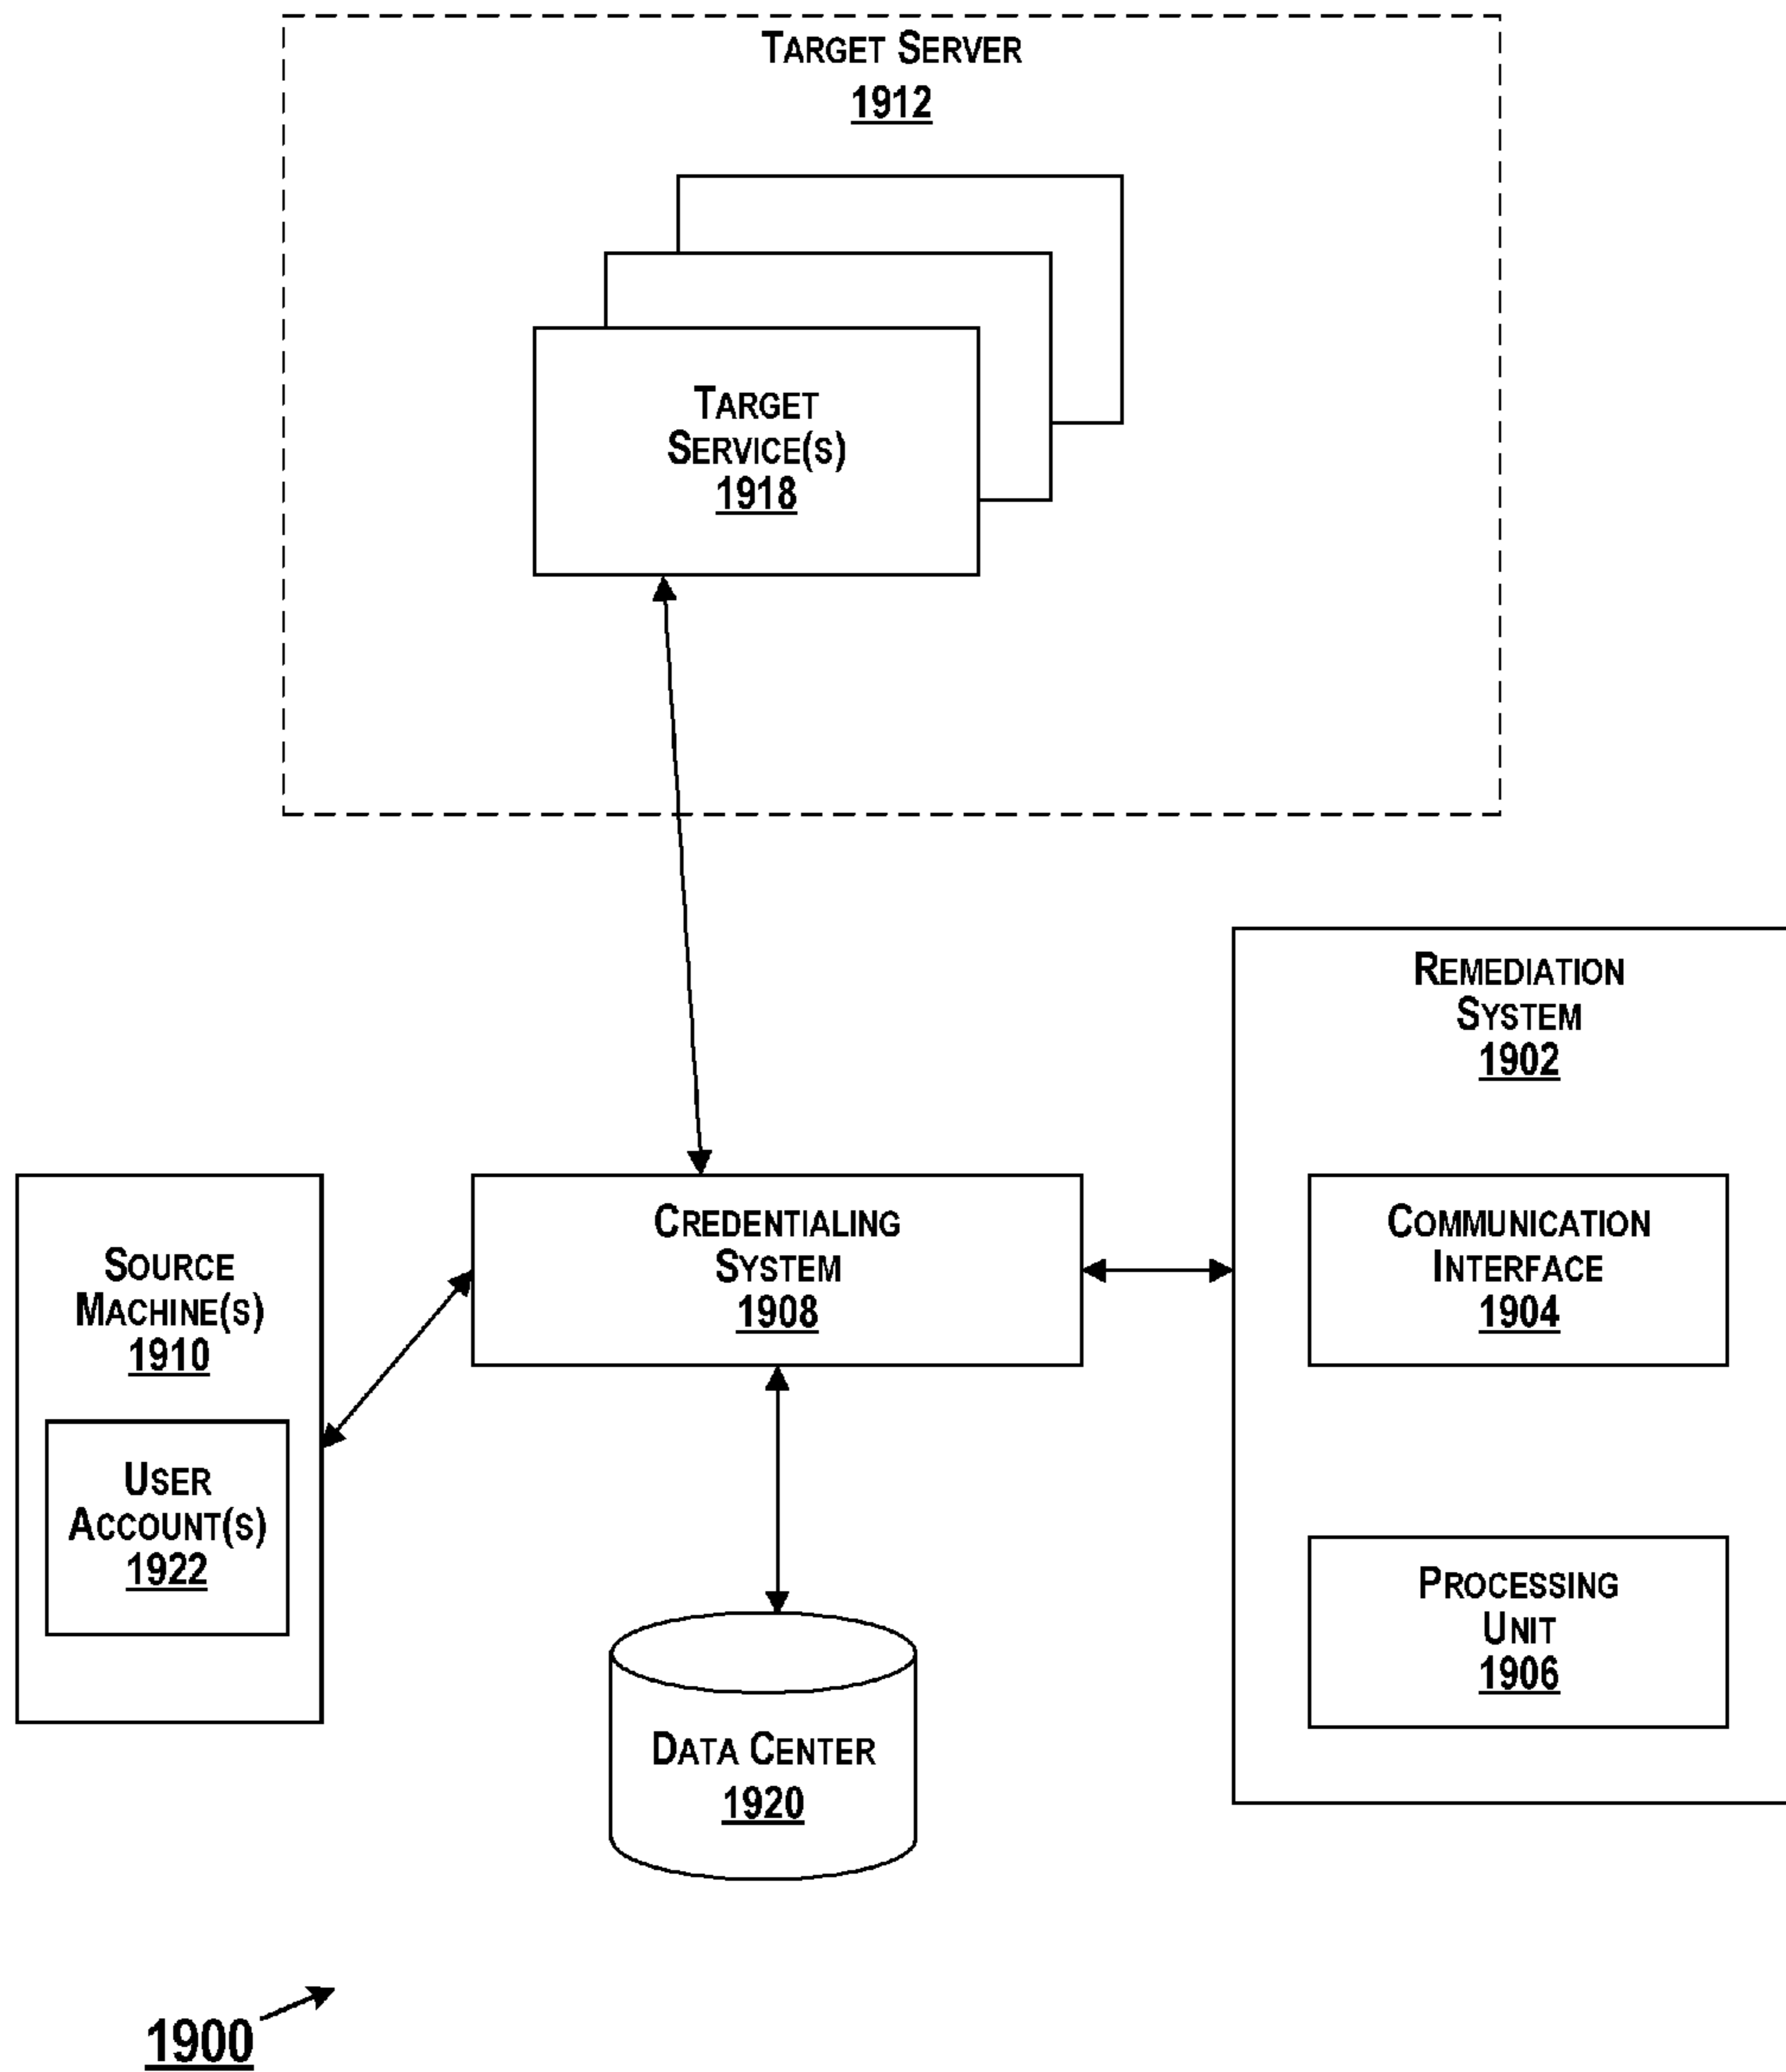 TARGET SERVER
1912
TARGET
SERVICE(S)
1918
REMEDIATION
SYSTEM
1902
SOURCE
MACHINE(S)
1910
CREDENTIALING
SYSTEM
1908
COMMUNICATION
INTERFACE
1904
USER
ACCOUNT(S)
1922
PROCESSING
UNIT
1906
DATA CENTER
1920
1900